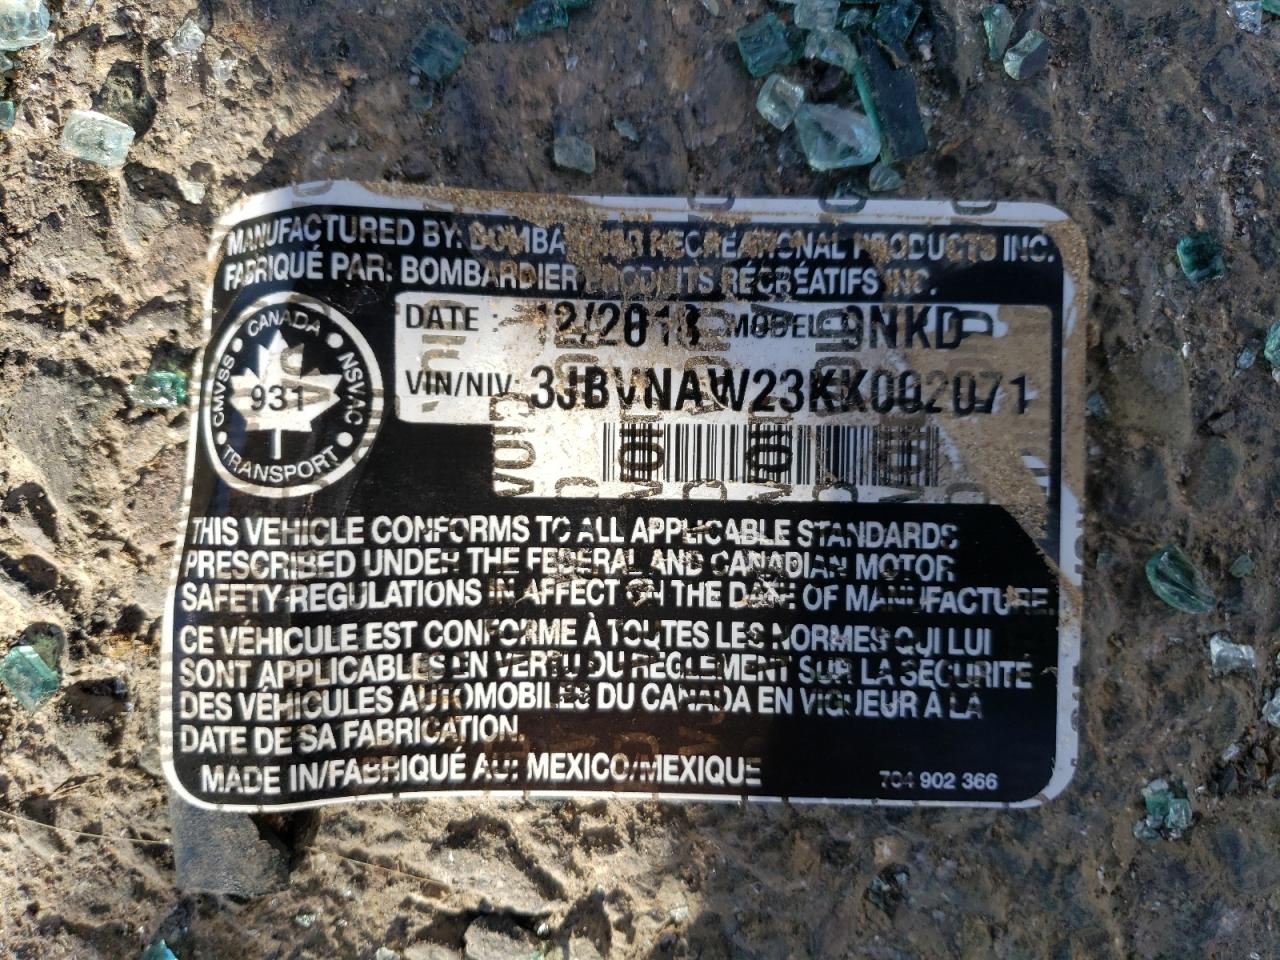 MANUFACTURED BY: BOMBARDIER RECREATIONAL PRODUCTS INC.
FABRIQUÉ PAR: BOMBARDIER PRODUITS RÉCRÉATIFS INC.
CANADA
CMVSS
NSVAC
931
TRANSPORT
DATE : 12/2018 MODEL: 9NKD
VIN/NIV: 3JBVNAW23KK002071
VOID
THIS VEHICLE CONFORMS TO ALL APPLICABLE STANDARDS
PRESCRIBED UNDER THE FEDERAL AND CANADIAN MOTOR
SAFETY REGULATIONS IN AFFECT ON THE DATE OF MANUFACTURE.
CE VÉHICULE EST CONFORME À TOUTES LES NORMES QUI LUI
SONT APPLICABLES EN VERTU DU RÈGLEMENT SUR LA SÉCURITÉ
DES VÉHICULES AUTOMOBILES DU CANADA EN VIGUEUR À LA
DATE DE SA FABRICATION.
MADE IN/FABRIQUÉ AU: MEXICO/MEXIQUE
704 902 366